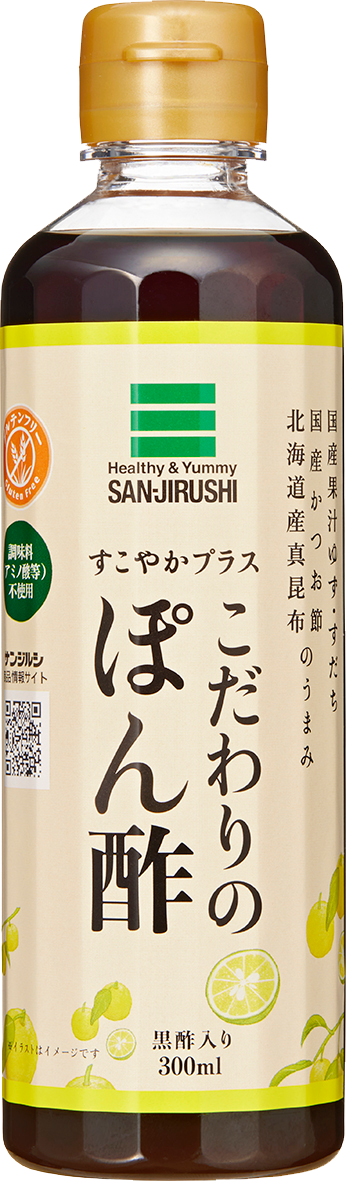 Healthy & Yummy
SAN-JIRUSHI
すこやかプラス
こだわりの
ぽん酢
国産果汁ゆず・すだち
国産かつお節
北海道産真昆布
のうまみ
テンフリー
Gluten Free
調味料
アミノ酸等)
不使用
サンジルシ
品情報サイト
※イラストはイメージです
黒酢入り
300ml